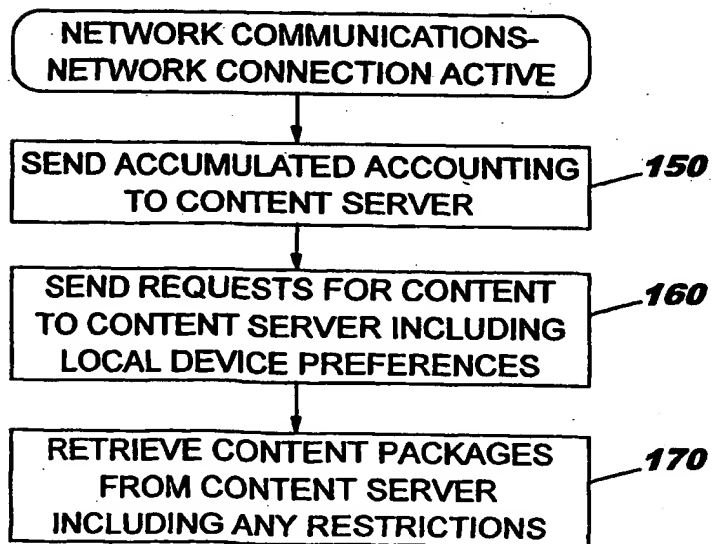 NETWORK COMMUNICATIONS-
NETWORK CONNECTION ACTIVE
SEND ACCUMULATED ACCOUNTING
TO CONTENT SERVER
150
SEND REQUESTS FOR CONTENT
TO CONTENT SERVER INCLUDING
LOCAL DEVICE PREFERENCES
160
RETRIEVE CONTENT PACKAGES
FROM CONTENT SERVER
INCLUDING ANY RESTRICTIONS
170